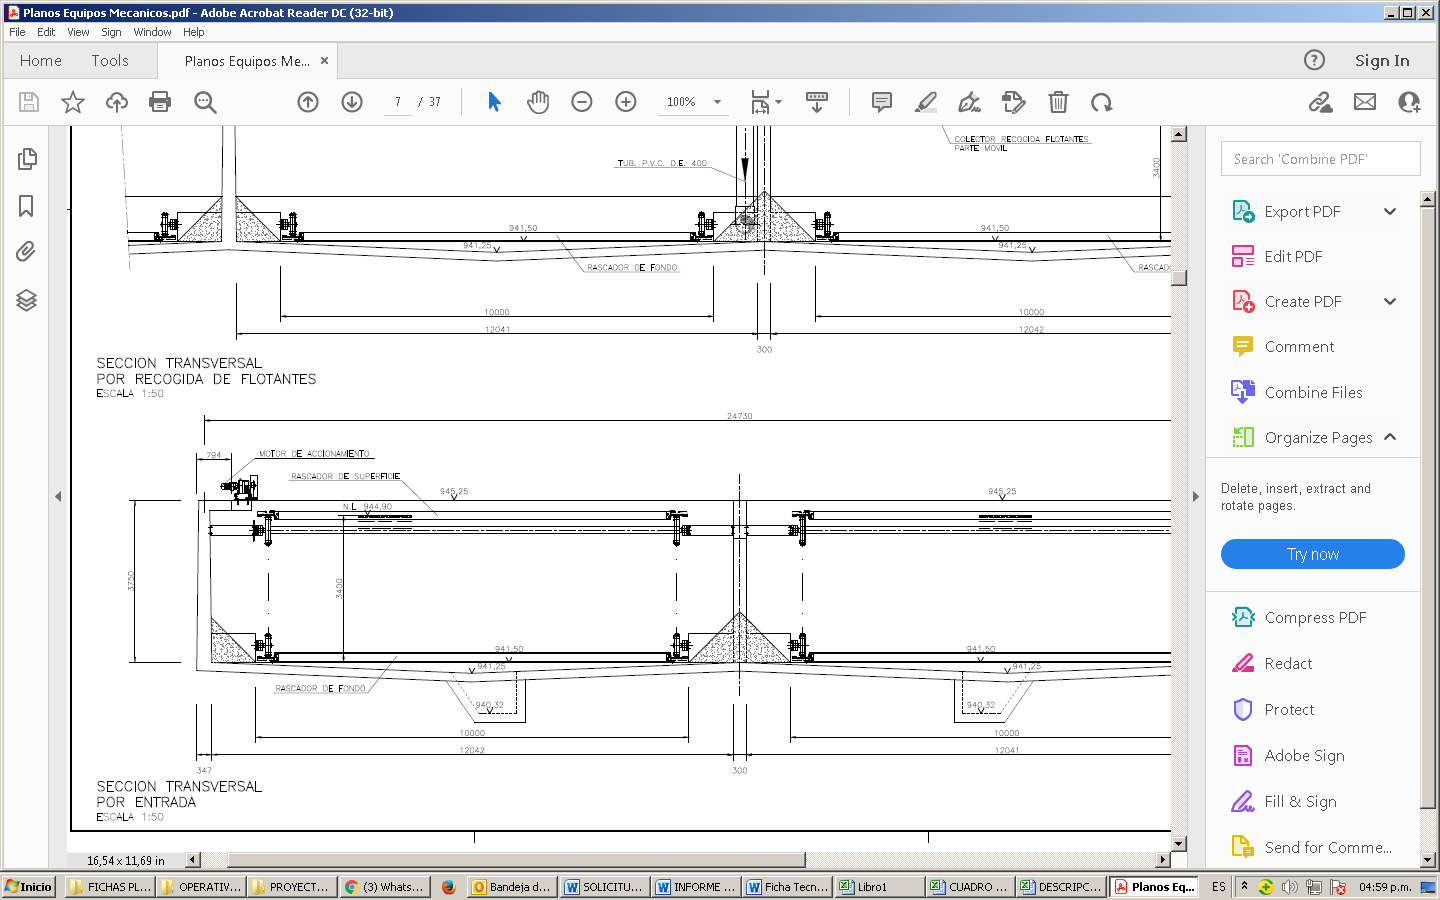 Planos Equipos Mecanicos.pdf - Adobe Acrobat Reader DC (32-bit)
File Edit View Sign Window Help
Home Tools Planos Equipos Me... × Sign In
7 / 37 100%
COLECTOR RECOGIDA FLOTANTES
PARTE MOVIL
TUB. P.V.C. D.E. 400
3400
941,50 941,50
941,25 941,25
RASCADOR DE FONDO RASCAD
10000 10000
12041 12042
300
SECCION TRANSVERSAL
POR RECOGIDA DE FLOTANTES
ESCALA 1:50
24730
794 MOTOR DE ACCIONAMIENTO
RASCADOR DE SUPERFICIE
945,25 945,25
N.L 944,90
3750 3400
941,50 941,50
941,25 941,25
RASCADOR DE FONDO
940,32 940,32
10000 10000
12042 12041
347 300
SECCION TRANSVERSAL
POR ENTRADA
ESCALA 1:50
16,54 x 11,69 in
Search 'Combine PDF'
Export PDF
Edit PDF
Create PDF
Comment
Combine Files
Organize Pages
Delete, insert, extract and
rotate pages.
Try now
Compress PDF
Redact
Protect
Adobe Sign
Fill & Sign
Send for Comme...
Inicio FICHAS PL... OPERATIV... PROYECT... (3) Whats... Bandeja d... SOLICITU... INFORME ... Ficha Tecn... Libro1 CUADRO ... DESCRIPC... Planos Eq... ES 04:59 p.m.